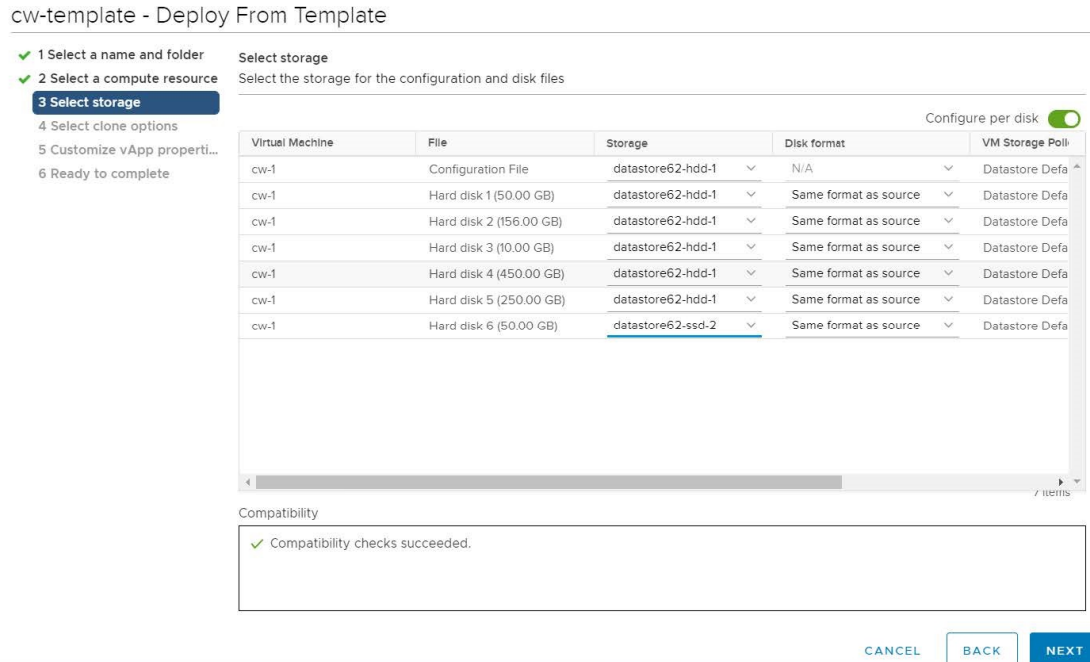 cw-template - Deploy From Template
1 Select a name and folder
2 Select a compute resource
3 Select storage
4 Select clone options
5 Customize vApp properti...
6 Ready to complete
Select storage
Select the storage for the configuration and disk files
Configure per disk
Virtual Machine File Storage Disk format VM Storage Poli
cw-1 Configuration File datastore62-hdd-1 N/A Datastore Defa
cw-1 Hard disk 1 (50.00 GB) datastore62-hdd-1 Same format as source Datastore Defa
cw-1 Hard disk 2 (156.00 GB) datastore62-hdd-1 Same format as source Datastore Defa
cw-1 Hard disk 3 (10.00 GB) datastore62-hdd-1 Same format as source Datastore Defa
cw-1 Hard disk 4 (450.00 GB) datastore62-hdd-1 Same format as source Datastore Defa
cw-1 Hard disk 5 (250.00 GB) datastore62-hdd-1 Same format as source Datastore Defa
cw-1 Hard disk 6 (50.00 GB) datastore62-ssd-2 Same format as source Datastore Defa
7 items
Compatibility
Compatibility checks succeeded.
CANCEL BACK NEXT